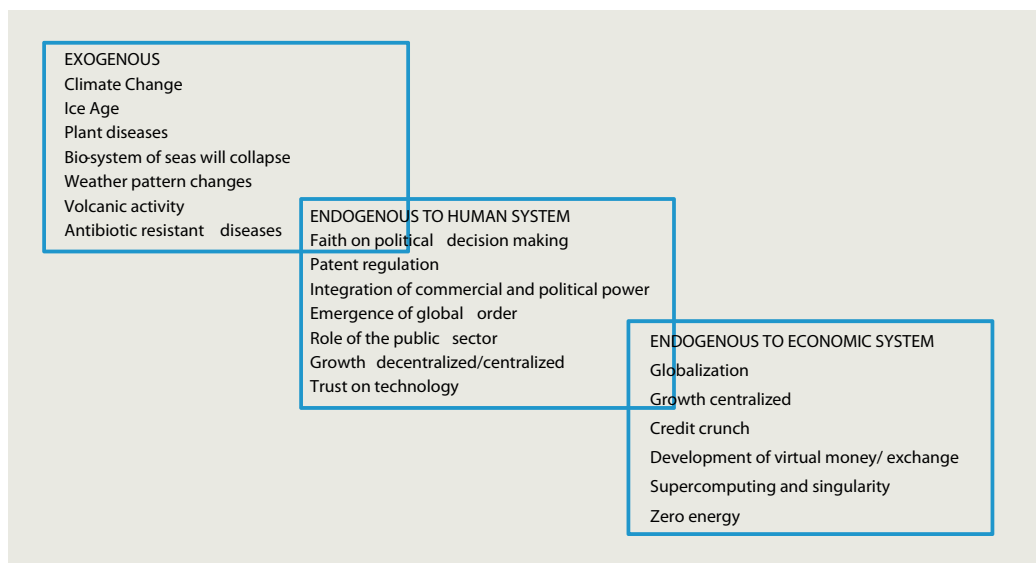 EXOGENOUS
Climate Change
Ice Age
Plant diseases
Bio-system of seas will collapse
Weather pattern changes
Volcanic activity
Antibiotic resistant diseases
ENDOGENOUS TO HUMAN SYSTEM
Faith on political decision making
Patent regulation
Integration of commercial and political power
Emergence of global order
Role of the public sector
Growth decentralized/centralized
Trust on technology
ENDOGENOUS TO ECONOMIC SYSTEM
Globalization
Growth centralized
Credit crunch
Development of virtual money/ exchange
Supercomputing and singularity
Zero energy